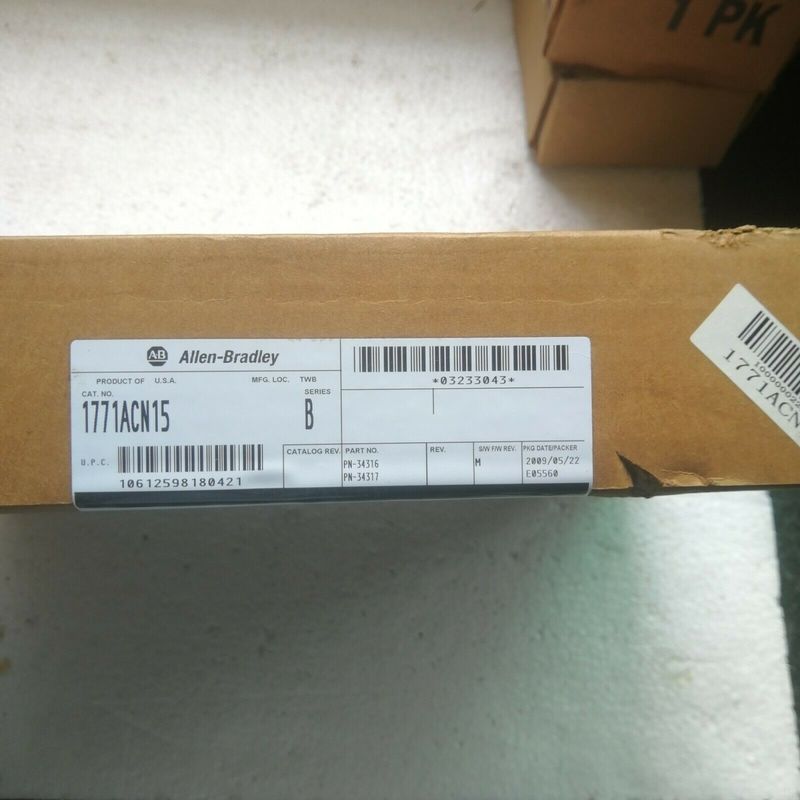 1 PK
A-B Allen-Bradley
PRODUCT OF U.S.A. MFG. LOC. TWB
CAT. NO. SERIES
1771ACN15 B
U.P.C.
10612598180421
*03233043*
CATALOG REV. PART NO. REV. S/W F/W REV. PKG DATE/PACKER
PN-34316 M 2009/05/22
PN-34317 E05560
1771ACN